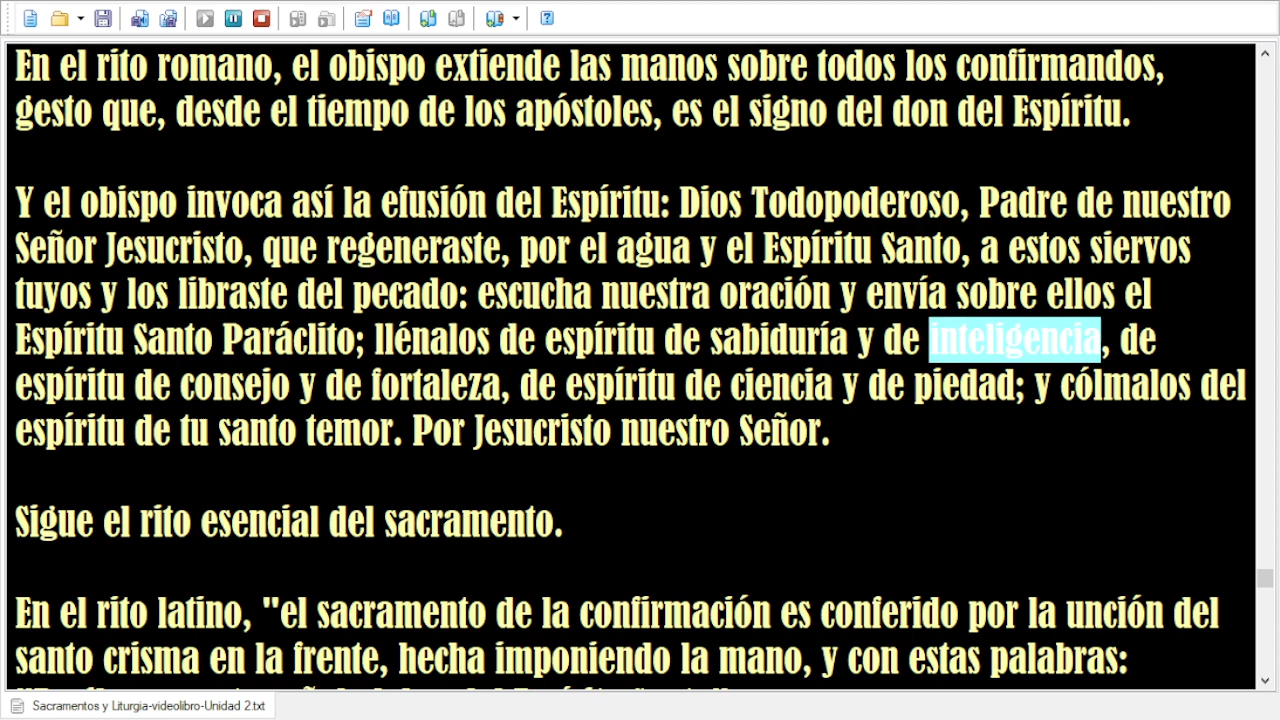 En el rito romano, el obispo extiende las manos sobre todos los confirmandos,
gesto que, desde el tiempo de los apóstoles, es el signo del don del Espíritu.
Y el obispo invoca así la efusión del Espíritu: Dios Todopoderoso, Padre de nuestro
Señor Jesucristo, que regeneraste, por el agua y el Espíritu Santo, a estos siervos
tuyos y los libraste del pecado: escucha nuestra oración y envía sobre ellos el
Espíritu Santo Paráclito; llénalos de espíritu de sabiduría y de inteligencia, de
espíritu de consejo y de fortaleza, de espíritu de ciencia y de piedad; y cólmalos del
espíritu de tu santo temor. Por Jesucristo nuestro Señor.
Sigue el rito esencial del sacramento.
En el rito latino, "el sacramento de la confirmación es conferido por la unción del
santo crisma en la frente, hecha imponiendo la mano, y con estas palabras:
Sacramentos y Liturgia-videolibro-Unidad 2.txt